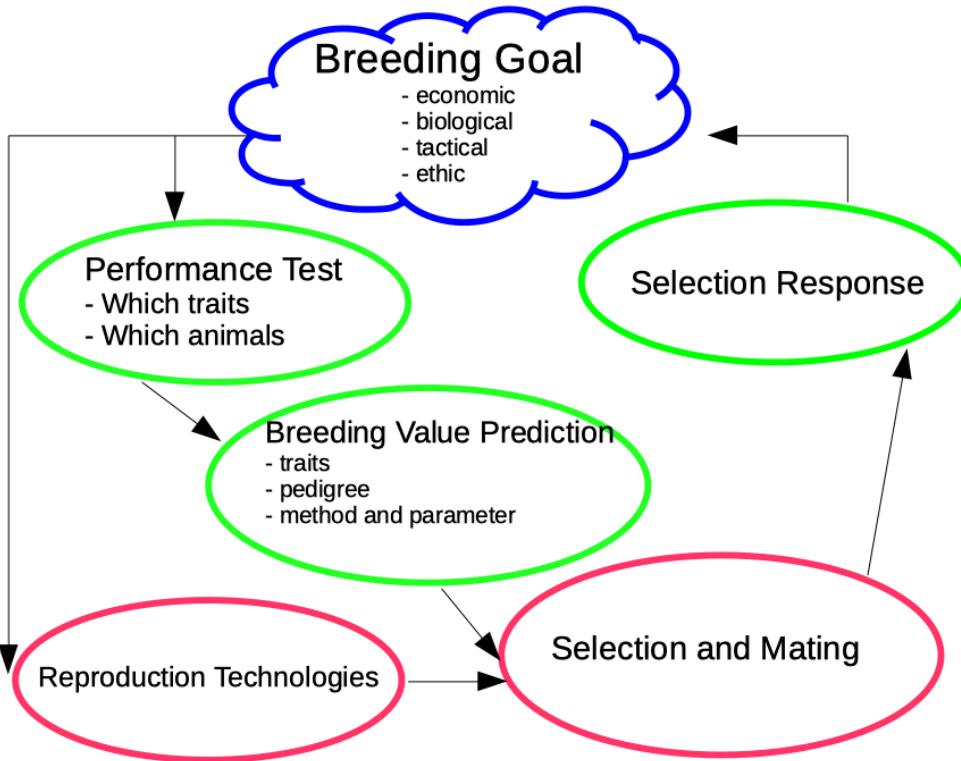 Breeding Goal
- economic
- biological
- tactical
- ethic
Performance Test
- Which traits
- Which animals
Selection Response
Breeding Value Prediction
- traits
- pedigree
- method and parameter
Selection and Mating
Reproduction Technologies